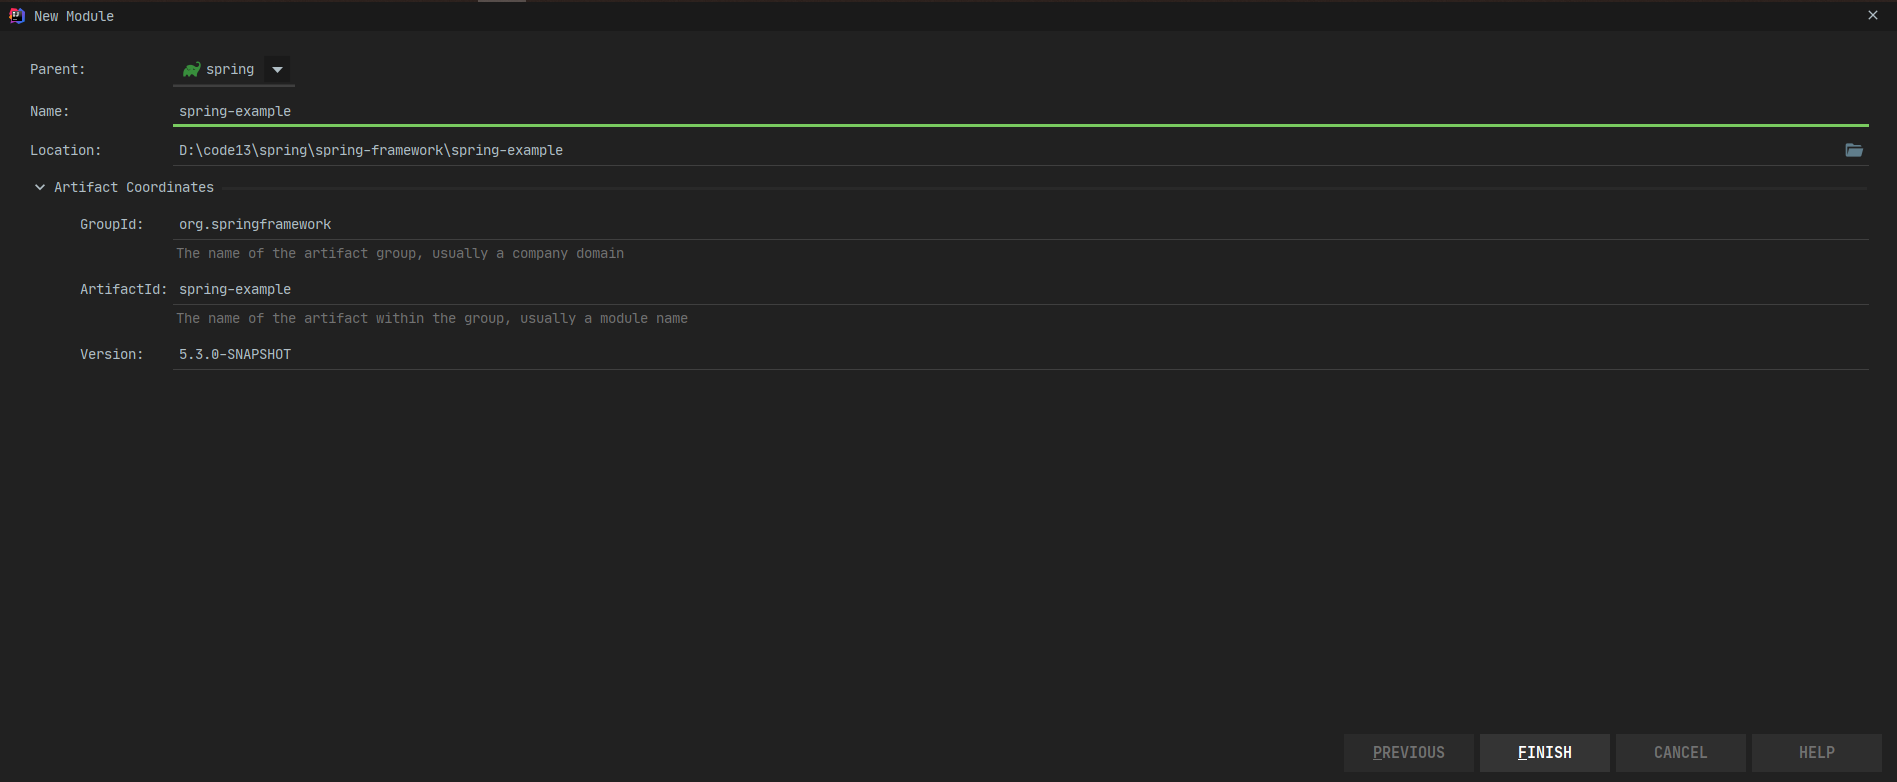 New Module
Parent: spring
Name: spring-example
Location: D:\code13\spring\spring-framework\spring-example
Artifact Coordinates
GroupId: org.springframework
The name of the artifact group, usually a company domain
ArtifactId: spring-example
The name of the artifact within the group, usually a module name
Version: 5.3.0-SNAPSHOT
PREVIOUS FINISH CANCEL HELP